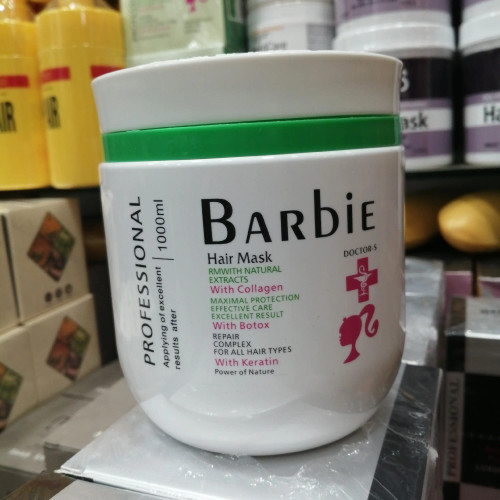 BARbiE
Hair Mask
RMWITH NATURAL
EXTRACTS
With Collagen
MAXIMAL PROTECTION
EFFECTIVE CARE
EXCELLENT RESULT
With Botox
REPAIR
COMPLEX
FOR ALL HAIR TYPES
With Keratin
Power of Nature
DOCTOR-S
PROFESSIONAL
1000ml
Applying of excellent
results after
PROFESSIONAL